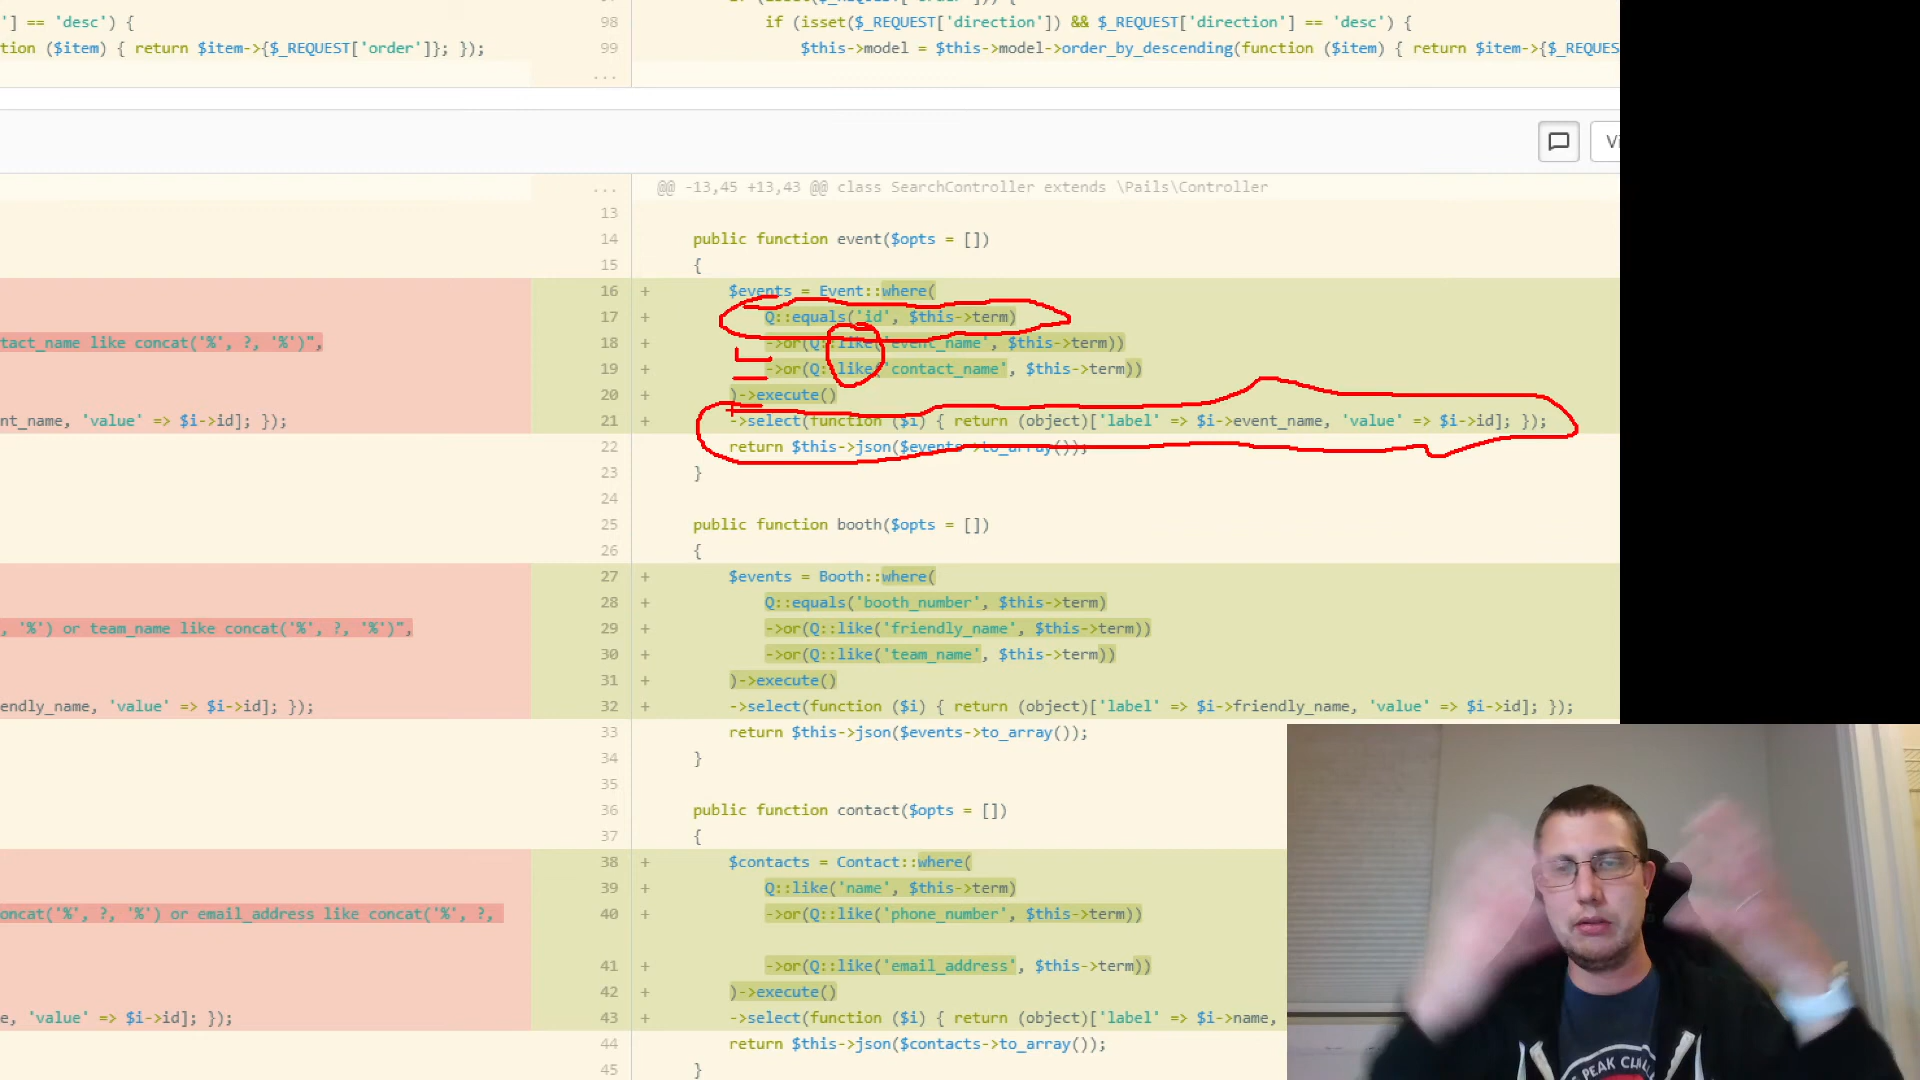 '] == 'desc') {
tion ($item) { return $item->{$_REQUEST['order']}; });
...
98 if (isset($_REQUEST['direction']) && $_REQUEST['direction'] == 'desc') {
99 $this->model = $this->model->order_by_descending(function ($item) { return $item->{$_REQUES
Vi
... @@ -13,45 +13,43 @@ class SearchController extends \Pails\Controller
13
14 public function event($opts = [])
15 {
16 + $events = Event::where(
17 + Q::equals('id', $this->term)
tact_name like concat('%', ?, '%')",
18 + ->or(Q::like('event_name', $this->term))
19 + ->or(Q::like('contact_name', $this->term))
20 + )->execute()
nt_name, 'value' => $i->id]; });
21 + ->select(function ($i) { return (object)['label' => $i->event_name, 'value' => $i->id]; });
22 return $this->json($events->to_array());
23 }
24
25 public function booth($opts = [])
26 {
27 + $events = Booth::where(
28 + Q::equals('booth_number', $this->term)
, '%') or team_name like concat('%', ?, '%')",
29 + ->or(Q::like('friendly_name', $this->term))
30 + ->or(Q::like('team_name', $this->term))
31 + )->execute()
endly_name, 'value' => $i->id]; });
32 + ->select(function ($i) { return (object)['label' => $i->friendly_name, 'value' => $i->id]; });
33 return $this->json($events->to_array());
34 }
35
36 public function contact($opts = [])
37 {
38 + $contacts = Contact::where(
39 + Q::like('name', $this->term)
oncat('%', ?, '%') or email_address like concat('%', ?,
40 + ->or(Q::like('phone_number', $this->term))
41 + ->or(Q::like('email_address', $this->term))
42 + )->execute()
e, 'value' => $i->id]; });
43 + ->select(function ($i) { return (object)['label' => $i->name,
44 return $this->json($contacts->to_array());
45 }
PEAK